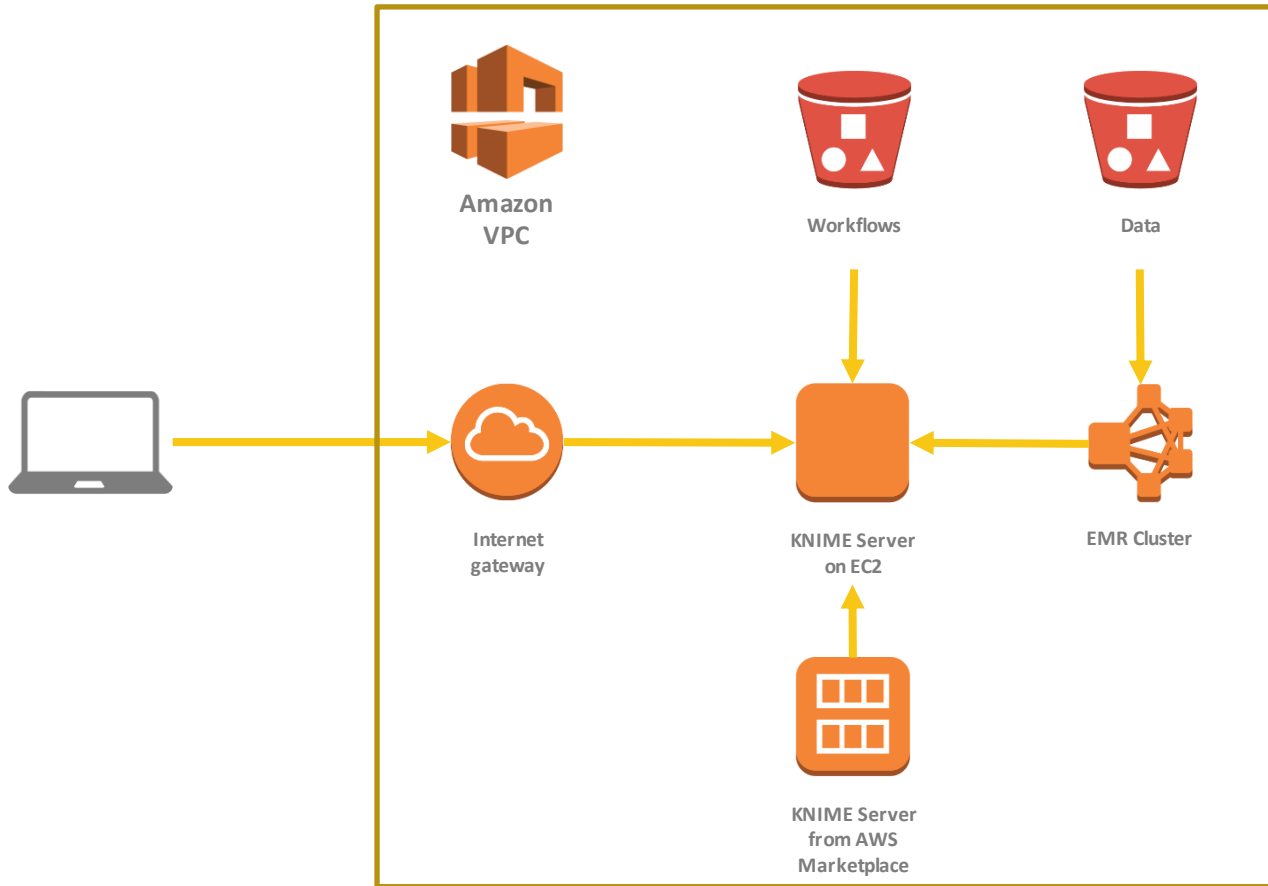 Amazon
VPC
Workflows
Data
Internet
gateway
KNIME Server
on EC2
EMR Cluster
KNIME Server
from AWS
Marketplace